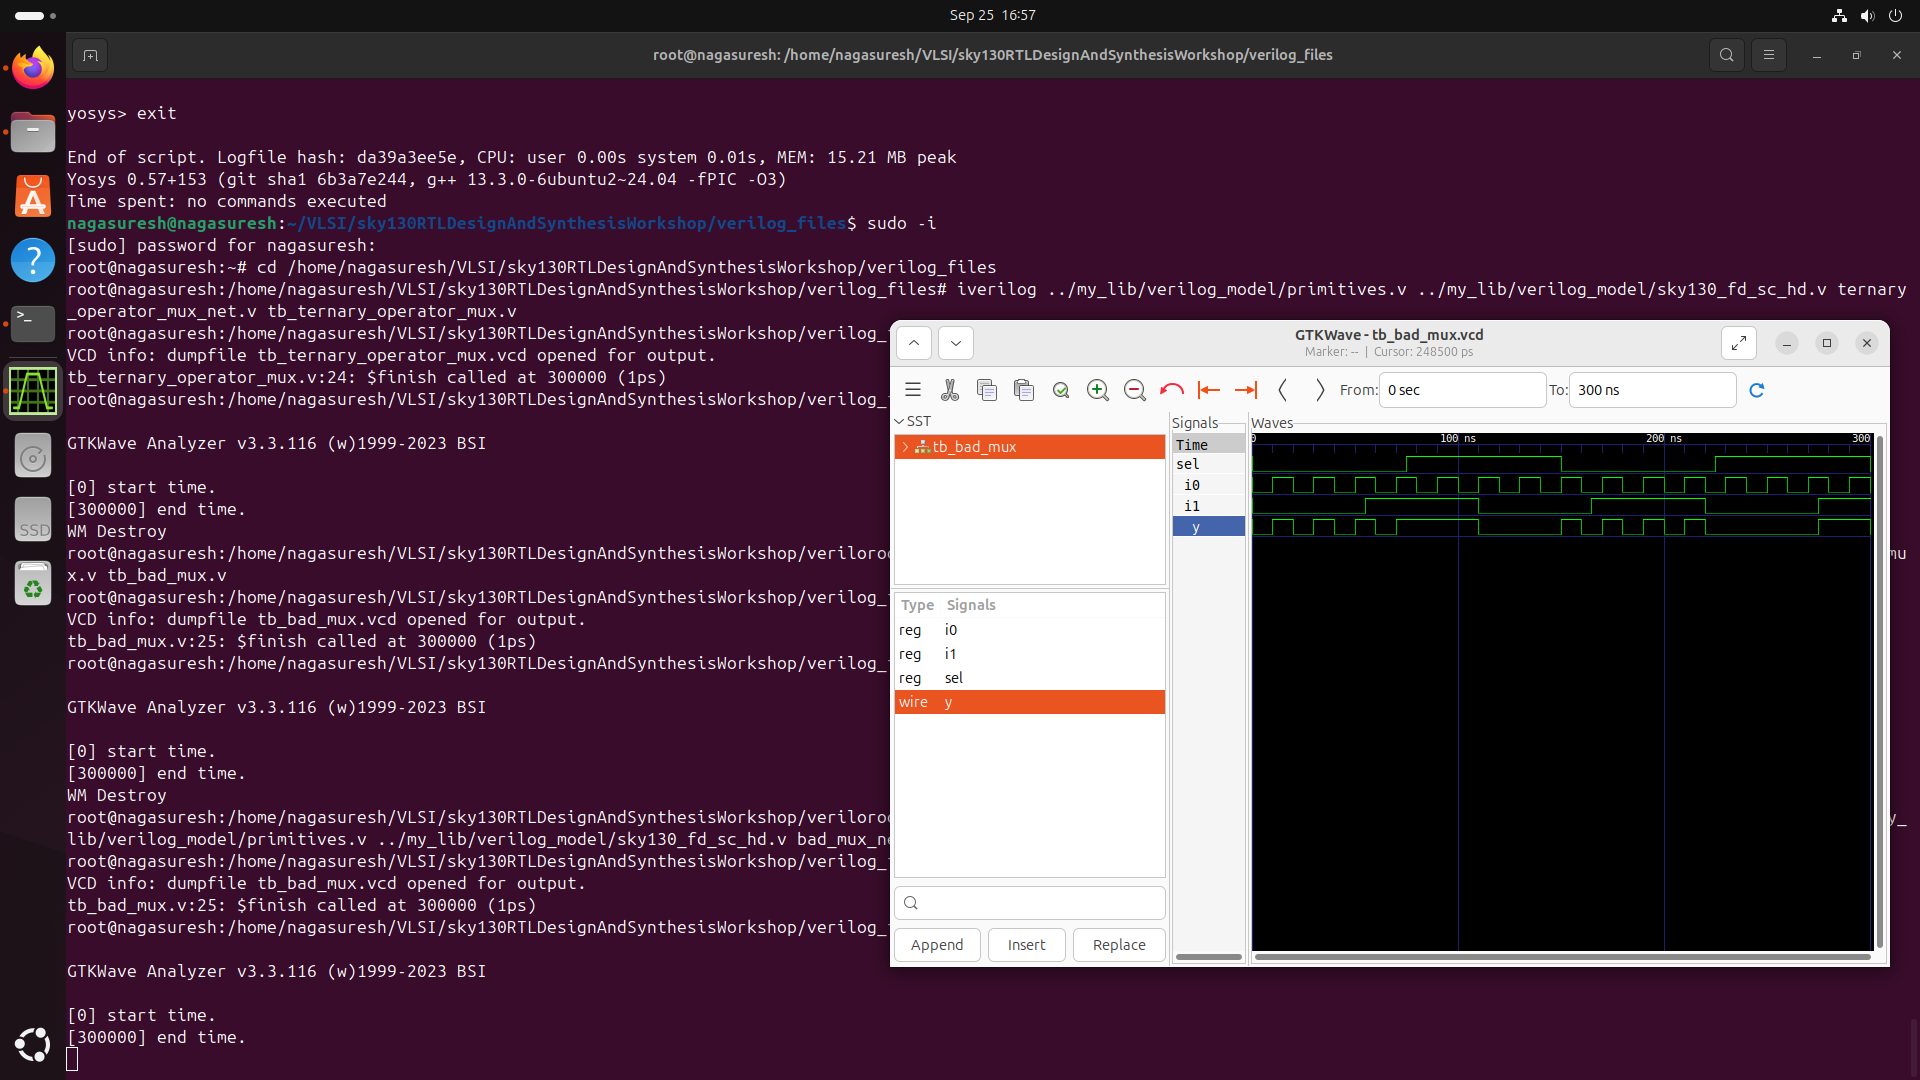 Sep 25 16:57
root@nagasuresh: /home/nagasuresh/VLSI/sky130RTLDesignAndSynthesisWorkshop/verilog_files
yosys> exit
End of script. Logfile hash: da39a3ee5e, CPU: user 0.00s system 0.01s, MEM: 15.21 MB peak
Yosys 0.57+153 (git sha1 6b3a7e244, g++ 13.3.0-6ubuntu2~24.04 -fPIC -O3)
Time spent: no commands executed
nagasuresh@nagasuresh:~/VLSI/sky130RTLDesignAndSynthesisWorkshop/verilog_files$ sudo -i
[sudo] password for nagasuresh:
root@nagasuresh:~# cd /home/nagasuresh/VLSI/sky130RTLDesignAndSynthesisWorkshop/verilog_files
root@nagasuresh:/home/nagasuresh/VLSI/sky130RTLDesignAndSynthesisWorkshop/verilog_files# iverilog ../my_lib/verilog_model/primitives.v ../my_lib/verilog_model/sky130_fd_sc_hd.v ternary
_operator_mux_net.v tb_ternary_operator_mux.v
root@nagasuresh:/home/nagasuresh/VLSI/sky130RTLDesignAndSynthesisWorkshop/verilog_
VCD info: dumpfile tb_ternary_operator_mux.vcd opened for output.
tb_ternary_operator_mux.v:24: $finish called at 300000 (1ps)
root@nagasuresh:/home/nagasuresh/VLSI/sky130RTLDesignAndSynthesisWorkshop/verilog_
GTKWave Analyzer v3.3.116 (w)1999-2023 BSI
[0] start time.
[300000] end time.
WM Destroy
root@nagasuresh:/home/nagasuresh/VLSI/sky130RTLDesignAndSynthesisWorkshop/veriloroo mu
x.v tb_bad_mux.v
root@nagasuresh:/home/nagasuresh/VLSI/sky130RTLDesignAndSynthesisWorkshop/verilog_
VCD info: dumpfile tb_bad_mux.vcd opened for output.
tb_bad_mux.v:25: $finish called at 300000 (1ps)
root@nagasuresh:/home/nagasuresh/VLSI/sky130RTLDesignAndSynthesisWorkshop/verilog_
GTKWave Analyzer v3.3.116 (w)1999-2023 BSI
[0] start time.
[300000] end time.
WM Destroy
root@nagasuresh:/home/nagasuresh/VLSI/sky130RTLDesignAndSynthesisWorkshop/veriloroo y_
lib/verilog_model/primitives.v ../my_lib/verilog_model/sky130_fd_sc_hd.v bad_mux_ne
root@nagasuresh:/home/nagasuresh/VLSI/sky130RTLDesignAndSynthesisWorkshop/verilog_
VCD info: dumpfile tb_bad_mux.vcd opened for output.
tb_bad_mux.v:25: $finish called at 300000 (1ps)
root@nagasuresh:/home/nagasuresh/VLSI/sky130RTLDesignAndSynthesisWorkshop/verilog_
GTKWave Analyzer v3.3.116 (w)1999-2023 BSI
[0] start time.
[300000] end time.
GTKWave - tb_bad_mux.vcd
Marker: -- | Cursor: 248500 ps
From: 0 sec To: 300 ns
SST
tb_bad_mux
Type Signals
reg i0
reg i1
reg sel
wire y
Append Insert Replace
Signals
Time
sel
i0
i1
y
Waves
0 100 ns 200 ns 300
SSD